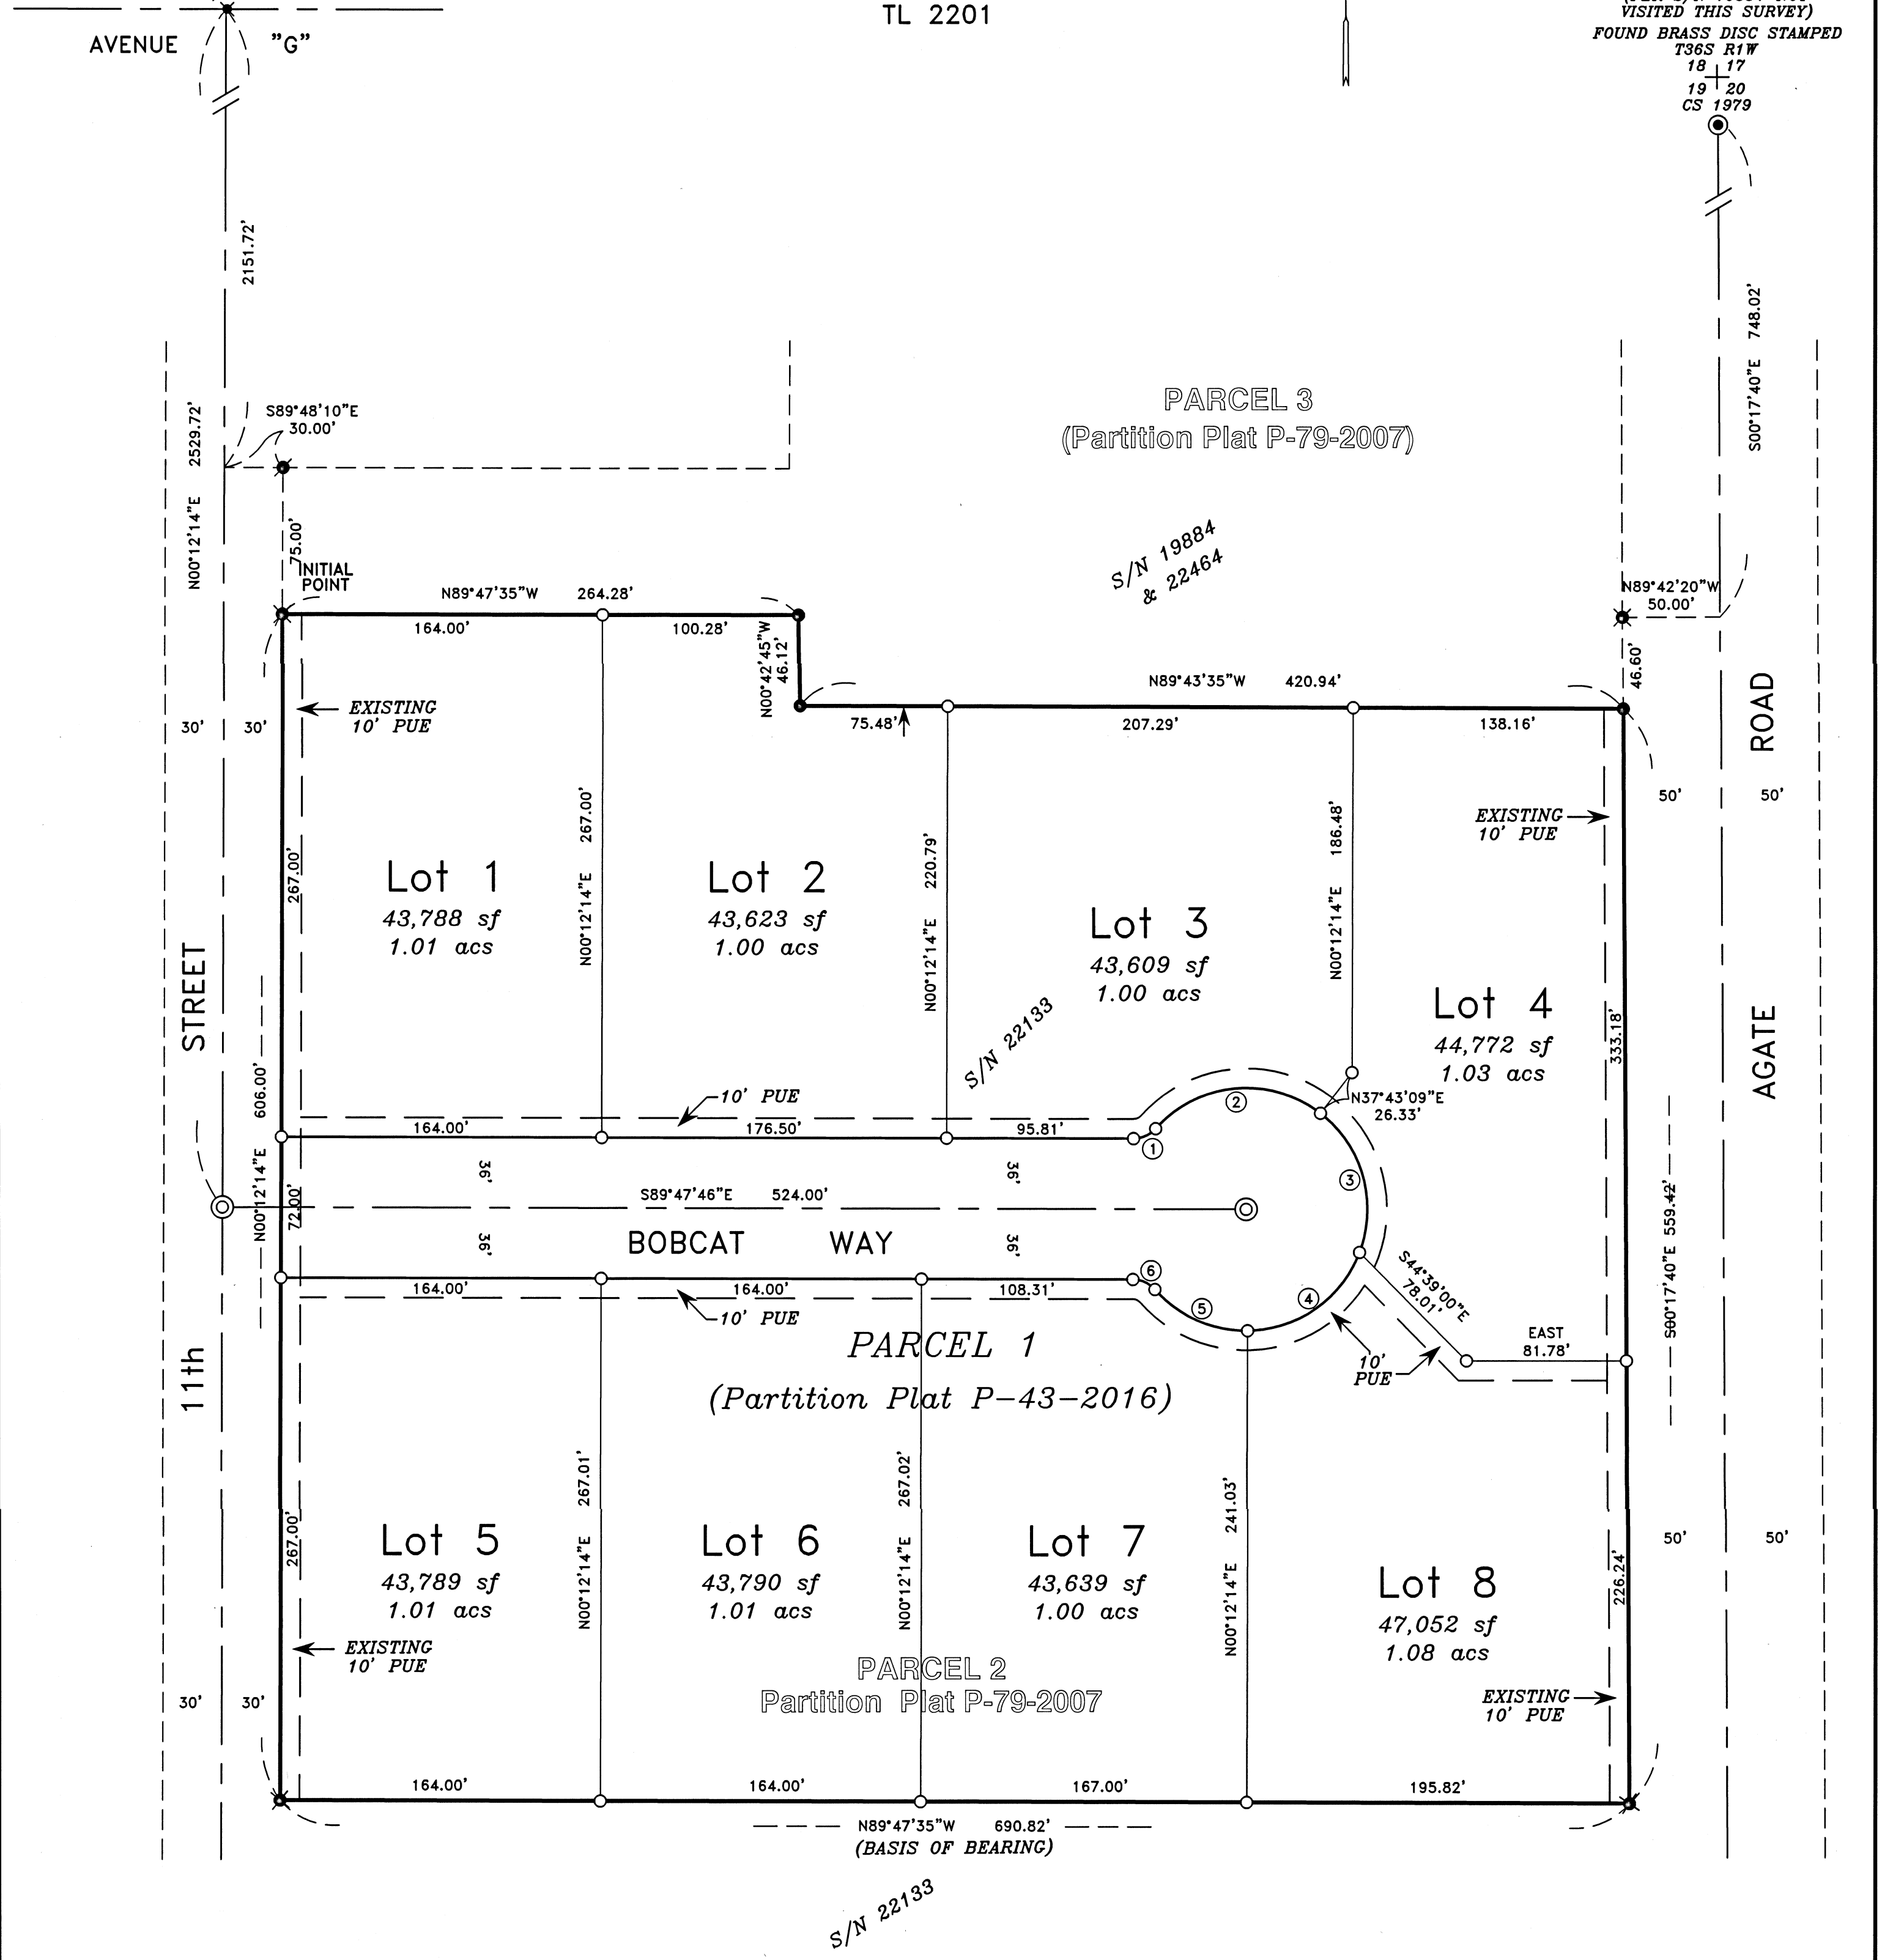 TL 2201
AVENUE "G"
VISITED THIS SURVEY)
FOUND BRASS DISC STAMPED
T36S R1W
18 17
19 20
CS 1979
2151.72'
N00°12'14"E 2529.72'
S89°48'10"E
30.00'
75.00'
INITIAL
POINT
S00°17'40"E 748.02'
PARCEL 3
(Partition Plat P-79-2007)
S/N 19884
& 22464
N89°42'20"W
50.00'
46.60'
N89°47'35"W 264.28'
164.00'
100.28'
N00°42'45"W
46.12'
N89°43'35"W 420.94'
75.48'
207.29'
138.16'
EXISTING
10' PUE
30'
30'
50'
50'
EXISTING
10' PUE
AGATE ROAD
267.00'
N00°12'14"E 267.00'
N00°12'14"E 220.79'
N00°12'14"E 186.48'
333.18'
Lot 1
43,788 sf
1.01 acs
Lot 2
43,623 sf
1.00 acs
Lot 3
43,609 sf
1.00 acs
Lot 4
44,772 sf
1.03 acs
11th STREET
S/N 22133
N00°12'14"E 606.00'
10' PUE
164.00'
176.50'
95.81'
1
2
3
N37°43'09"E
26.33'
36'
36'
72.00'
S89°47'46"E 524.00'
BOBCAT WAY
36'
36'
164.00'
164.00'
108.31'
10' PUE
6
5
4
S44°39'00"E
78.01'
EAST
81.78'
10'
PUE
S00°17'40"E 559.42'
PARCEL 1
(Partition Plat P-43-2016)
267.00'
N00°12'14"E 267.01'
N00°12'14"E 267.02'
N00°12'14"E 241.03'
226.24'
Lot 5
43,789 sf
1.01 acs
Lot 6
43,790 sf
1.01 acs
Lot 7
43,639 sf
1.00 acs
Lot 8
47,052 sf
1.08 acs
50'
50'
EXISTING
10' PUE
PARCEL 2
Partition Plat P-79-2007
30'
30'
EXISTING
10' PUE
164.00'
164.00'
167.00'
195.82'
N89°47'35"W 690.82'
(BASIS OF BEARING)
S/N 22133